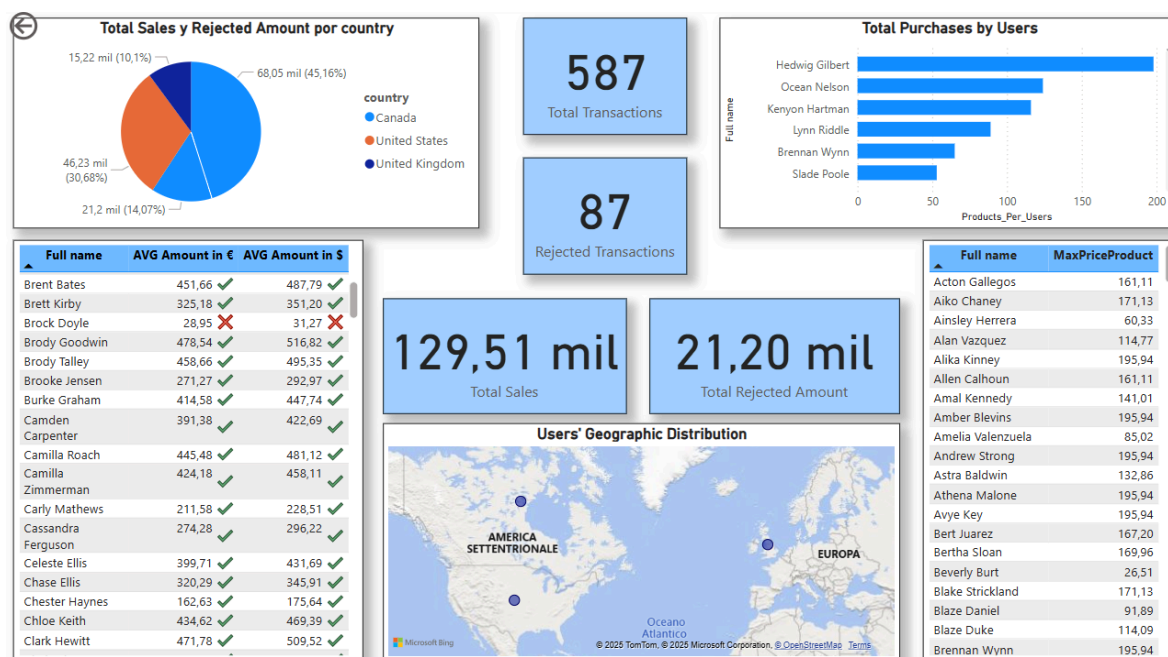 Total Sales y Rejected Amount por country
15,22 mil (10,1%)
68,05 mil (45,16%)
46,23 mil
(30,68%)
21,2 mil (14,07%)
country
Canada
United States
United Kingdom
587
Total Transactions
87
Rejected Transactions
Total Purchases by Users
Full name
Hedwig Gilbert
Ocean Nelson
Kenyon Hartman
Lynn Riddle
Brennan Wynn
Slade Poole
0 50 100 150 200
Products_Per_Users
Full name AVG Amount in € AVG Amount in $
Brent Bates 451,66 487,79
Brett Kirby 325,18 351,20
Brock Doyle 28,95 31,27
Brody Goodwin 478,54 516,82
Brody Talley 458,66 495,35
Brooke Jensen 271,27 292,97
Burke Graham 414,58 447,74
Camden 391,38 422,69
Carpenter
Camilla Roach 445,48 481,12
Camilla 424,18 458,11
Zimmerman
Carly Mathews 211,58 228,51
Cassandra 274,28 296,22
Ferguson
Celeste Ellis 399,71 431,69
Chase Ellis 320,29 345,91
Chester Haynes 162,63 175,64
Chloe Keith 434,62 469,39
Clark Hewitt 471,78 509,52
129,51 mil
Total Sales
21,20 mil
Total Rejected Amount
Users' Geographic Distribution
AMERICA
SETTENTRIONALE
EUROPA
Oceano
Atlantico
Microsoft Bing
© 2025 TomTom, © 2025 Microsoft Corporation, © OpenStreetMap Terms
Full name MaxPriceProduct
Acton Gallegos 161,11
Aiko Chaney 171,13
Ainsley Herrera 60,33
Alan Vazquez 114,77
Alika Kinney 195,94
Allen Calhoun 161,11
Amal Kennedy 141,01
Amber Blevins 195,94
Amelia Valenzuela 85,02
Andrew Strong 195,94
Astra Baldwin 132,86
Athena Malone 195,94
Avye Key 195,94
Bert Juarez 167,20
Bertha Sloan 169,96
Beverly Burt 26,51
Blake Strickland 171,13
Blaze Daniel 91,89
Blaze Duke 114,09
Brennan Wynn 195,94